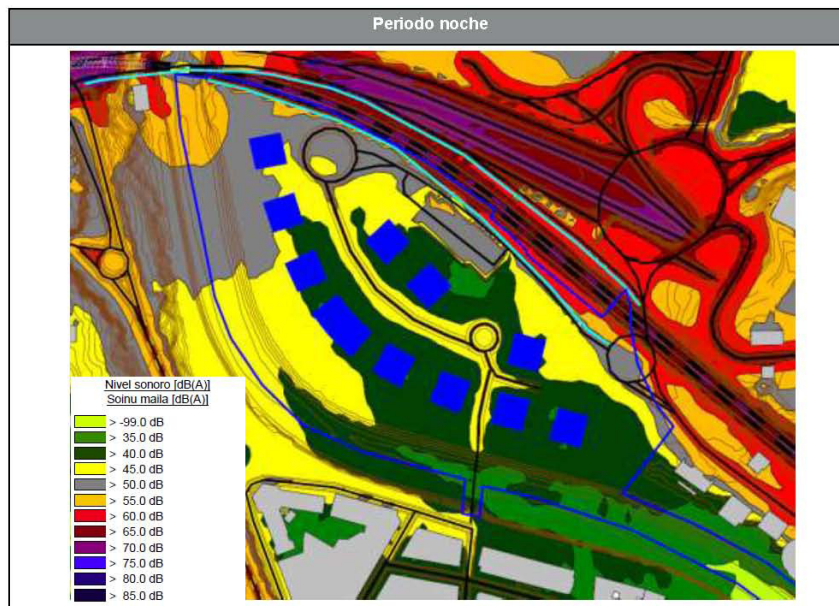 Periodo noche
Nivel sonoro [dB(A)]
Soinu maila [dB(A)]
> -99.0 dB
> 35.0 dB
> 40.0 dB
> 45.0 dB
> 50.0 dB
> 55.0 dB
> 60.0 dB
> 65.0 dB
> 70.0 dB
> 75.0 dB
> 80.0 dB
> 85.0 dB